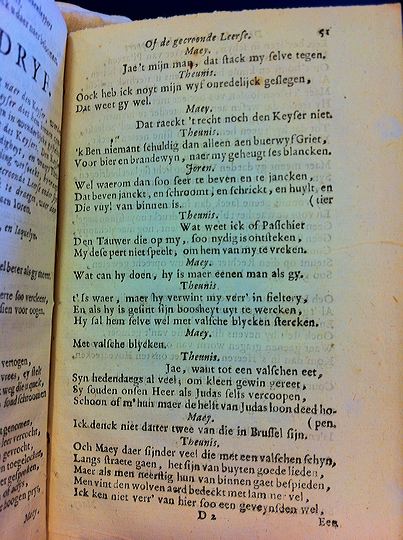 DRYF.
Of de gecroonde Leerse. 51
Maey.
Jae't mijn man, dat stack my selve tegen.
Theunis.
Oock heb ick noyt mijn wyf onredelijck geslegen,
Dat weet gy wel.
Maey.
Dat raeckt 't recht noch den Keyser niet.
Theunis.
'k Ben niemant schuldig dan alleen aen buerwyf Griet,
Voor bier en brandewyn, naer my geheugt ses blancken.
Joren.
Wel waerom dan soo seer te beven en te jancken,
Dat beven janckt, en schroomt, en schrickt, en huylt, en
Die vuyl van binnen is. (tier
Theunis.
Wat weet ick of Paschier
Den Tauwer die op my, soo nydig is ontsteken,
My dese pert niet speelt, om hem van my te vreken.
Maey.
Wat can hy doen, hy is maer eenen man als gy.
Theunis.
t' Is waer, maer hy verwint my verr' in fieltery,
En als hy gesint sijn boosheyt uyt te wercken,
Hy sal hem selve wel met valsche blycken stercken.
Maey.
Met valsche blycken.
Theunis.
Jae, want tot een valschen eet,
Syn hedendaegs al veel, om kleen gewin gereet,
Sy souden onsen Heer als Judas selfs vercoopen,
Schoon of m'hun maer de helft van Judas loon deed ho-
(pen.
Maey.
Ick denck niet datter twee van die in Brussel sijn.
Theunis.
Och Maey daer sijnder veel die met een valschen schyn,
Langs straete gaen, het sijn van buyten goede lieden,
Maer als men neerstig hun van binnen gaet bespieden,
Men vint den wolven aerd bedeckt met lammer vel,
Ick ken niet verr' van hier soo een geveynsden wel,
D 2
Een